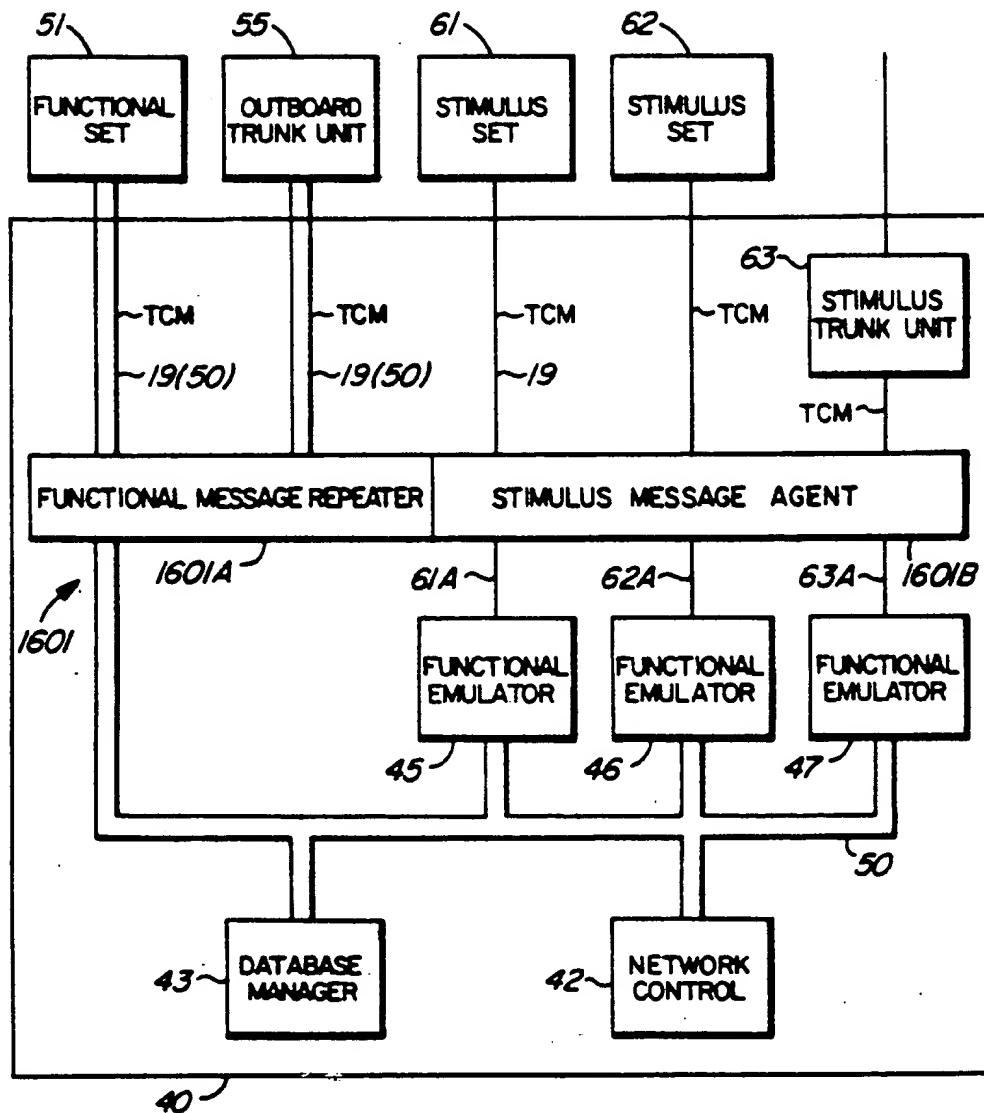 51
55
61
62
FUNCTIONAL
SET
OUTBOARD
TRUNK UNIT
STIMULUS
SET
STIMULUS
SET
63
STIMULUS
TRUNK UNIT
TCM
TCM
TCM
TCM
19(50)
19(50)
19
TCM
FUNCTIONAL MESSAGE REPEATER
STIMULUS MESSAGE AGENT
1601A
61A
62A
63A
1601B
1601
FUNCTIONAL
EMULATOR
FUNCTIONAL
EMULATOR
FUNCTIONAL
EMULATOR
45
46
47
50
43
DATABASE
MANAGER
42
NETWORK
CONTROL
40